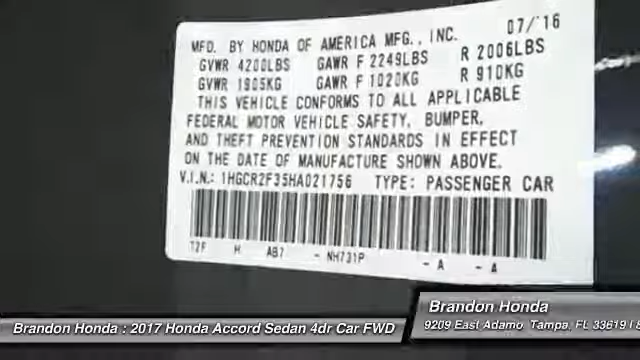 07/16
MFD. BY HONDA OF AMERICA MFG., INC.
GVWR 4200LBS GAWR F 2249LBS R 2006LBS
GVWR 1905KG GAWR F 1020KG R 910KG
THIS VEHICLE CONFORMS TO ALL APPLICABLE
FEDERAL MOTOR VEHICLE SAFETY, BUMPER,
AND THEFT PREVENTION STANDARDS IN EFFECT
ON THE DATE OF MANUFACTURE SHOWN ABOVE.
V.I.N.: 1HGCR2F35HA021756 TYPE: PASSENGER CAR
T2F H AB7 - NH731P - A - A
Brandon Honda : 2017 Honda Accord Sedan 4dr Car FWD
Brandon Honda
9209 East Adamo Tampa, FL 33619 |